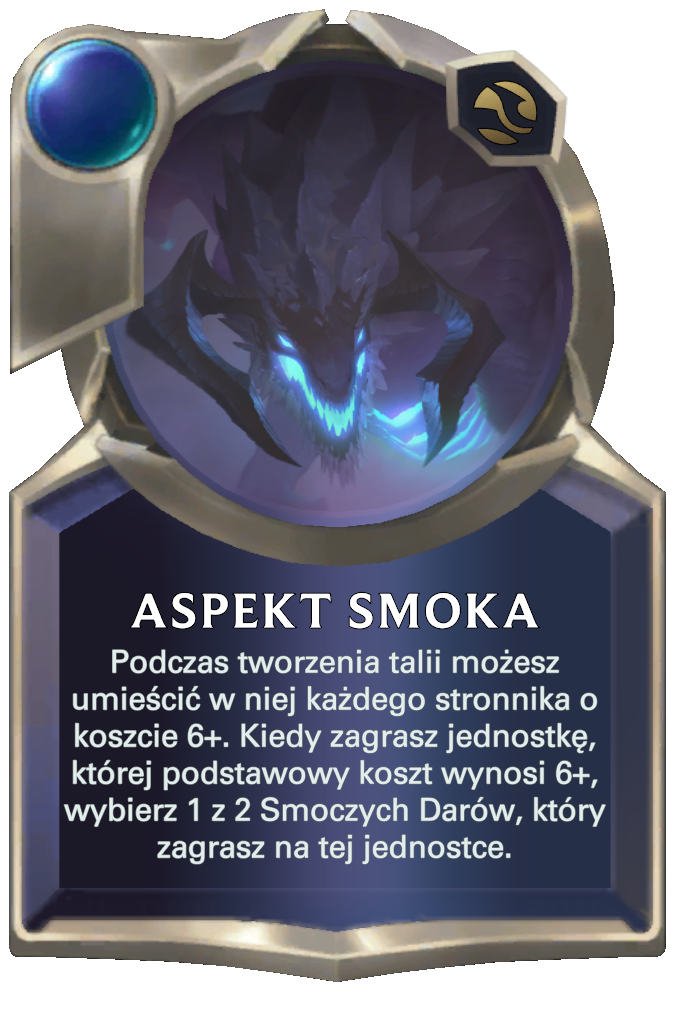 ASPEKT SMOKA
Podczas tworzenia talii możesz
umieścić w niej każdego stronnika o
koszcie 6+. Kiedy zagrasz jednostkę,
której podstawowy koszt wynosi 6+,
wybierz 1 z 2 Smoczych Darów, który
zagrasz na tej jednostce.